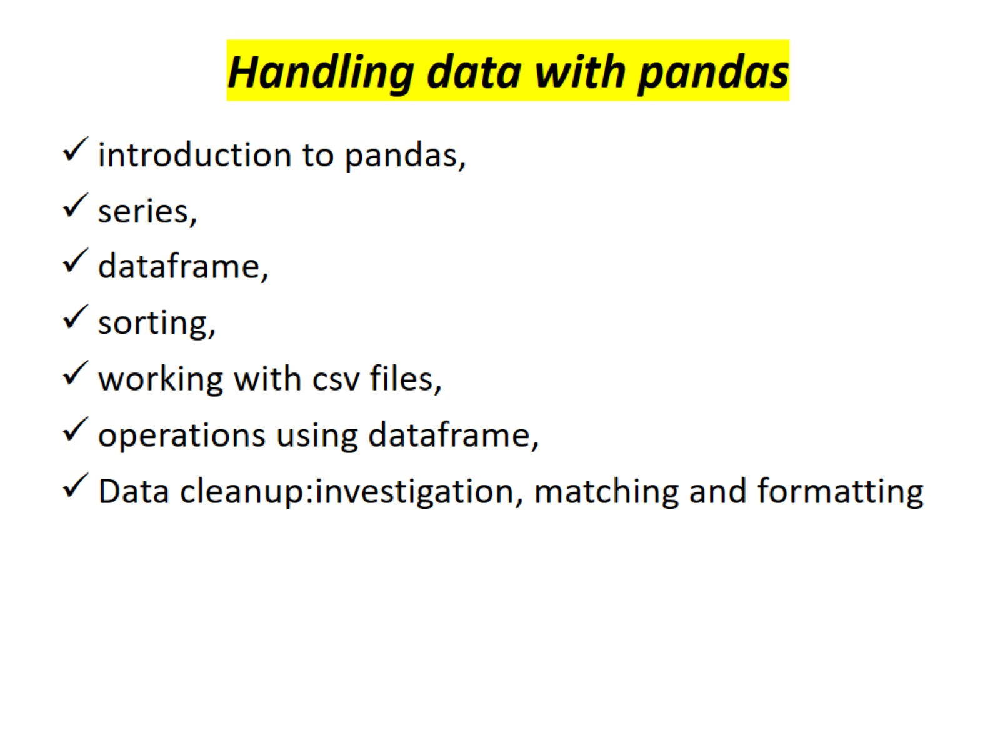 Handling data with pandas
✓ introduction to pandas,
✓ series,
✓ dataframe,
✓ sorting,
✓ working with csv files,
✓ operations using dataframe,
✓ Data cleanup:investigation, matching and formatting